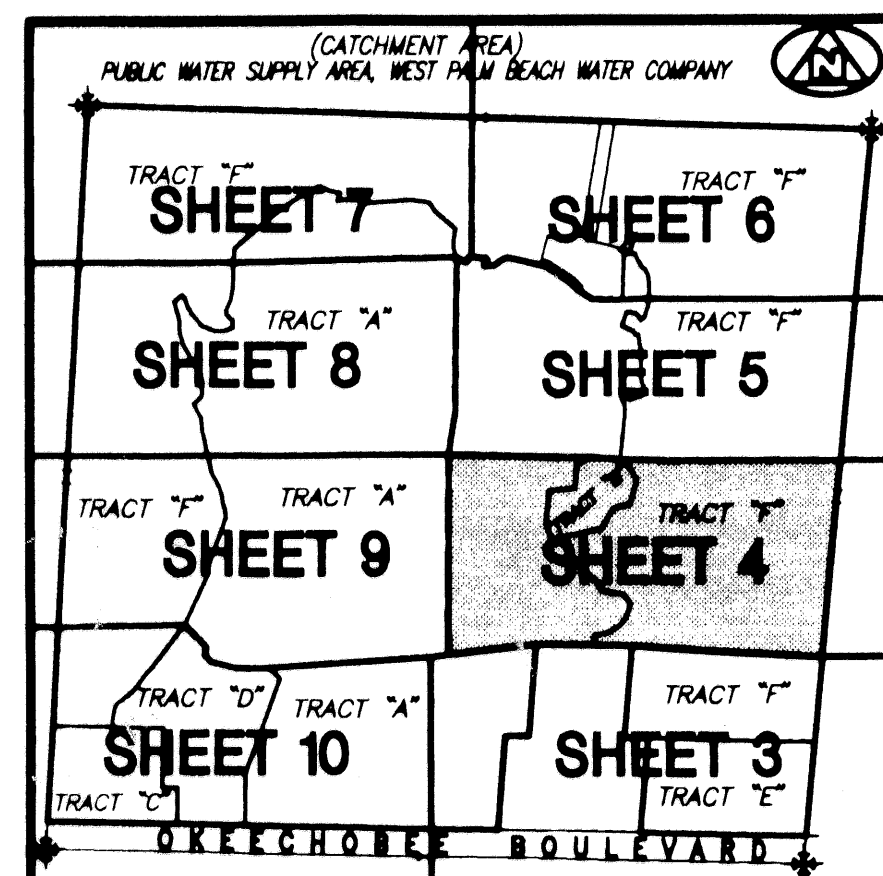 (CATCHMENT AREA)
PUBLIC WATER SUPPLY AREA, WEST PALM BEACH WATER COMPANY
N
TRACT "F"
SHEET 7
TRACT "F"
SHEET 6
TRACT "A"
SHEET 8
TRACT "F"
SHEET 5
TRACT "F"
TRACT "A"
SHEET 9
TRACT
TRACT "F"
SHEET 4
TRACT "D"
TRACT "A"
SHEET 10
TRACT "C"
TRACT "F"
SHEET 3
TRACT "E"
OKEECHOBEE BOULEVARD